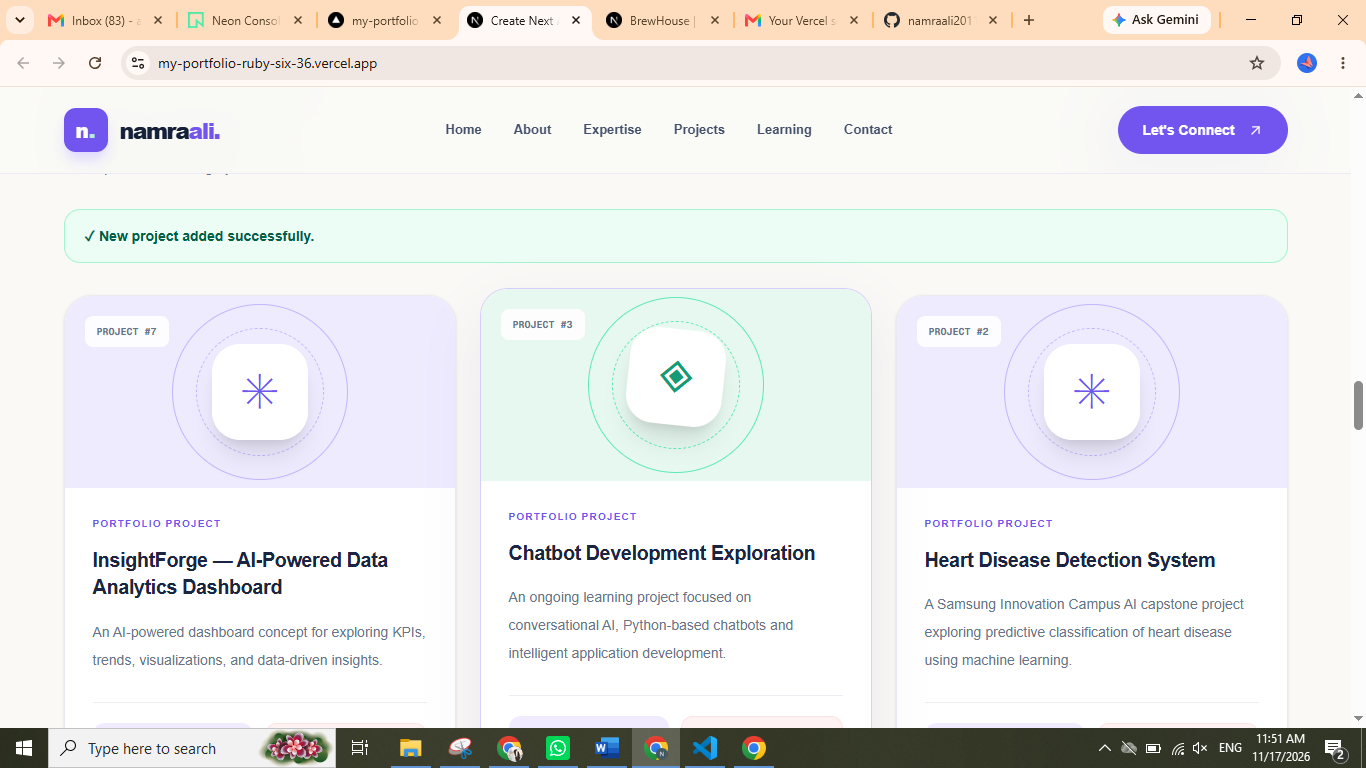 Inbox (83) - a
Neon Conso
my-portfolio
Create Next A
BrewHouse |
Your Vercel s
namraali201
Ask Gemini
my-portfolio-ruby-six-36.vercel.app
n.
namraali.
Home
About
Expertise
Projects
Learning
Contact
Let's Connect
✓ New project added successfully.
PROJECT #7
PORTFOLIO PROJECT
InsightForge — AI-Powered Data
Analytics Dashboard
An AI-powered dashboard concept for exploring KPIs,
trends, visualizations, and data-driven insights.
PROJECT #3
PORTFOLIO PROJECT
Chatbot Development Exploration
An ongoing learning project focused on
conversational AI, Python-based chatbots and
intelligent application development.
PROJECT #2
PORTFOLIO PROJECT
Heart Disease Detection System
A Samsung Innovation Campus AI capstone project
exploring predictive classification of heart disease
using machine learning.
Type here to search
ENG
11:51 AM
11/17/2026
2